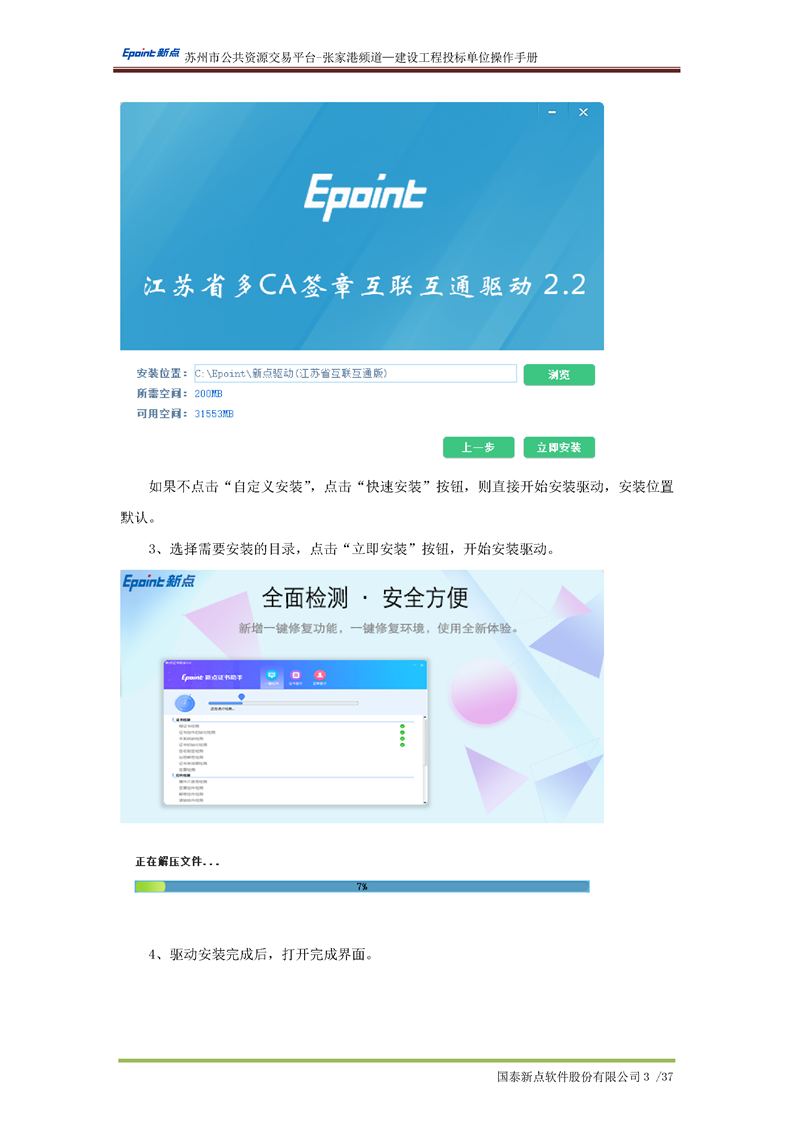 Epoint新点 苏州市公共资源交易平台-张家港频道—建设工程投标单位操作手册
Epoint
江苏省多CA签章互联互通驱动 2.2
安装位置： C:\Epoint\新点驱动(江苏省互联互通版) 浏览
所需空间： 200MB
可用空间： 31553MB
上一步 立即安装
如果不点击“自定义安装”，点击“快速安装”按钮，则直接开始安装驱动，安装位置
默认。
3、选择需要安装的目录，点击“立即安装”按钮，开始安装驱动。
Epoint新点
全面检测 · 安全方便
新增一键修复功能，一键修复环境，使用全新体验。
Epoint 新点证书助手
正在解压文件...
7%
4、驱动安装完成后，打开完成界面。
国泰新点软件股份有限公司 3 /37